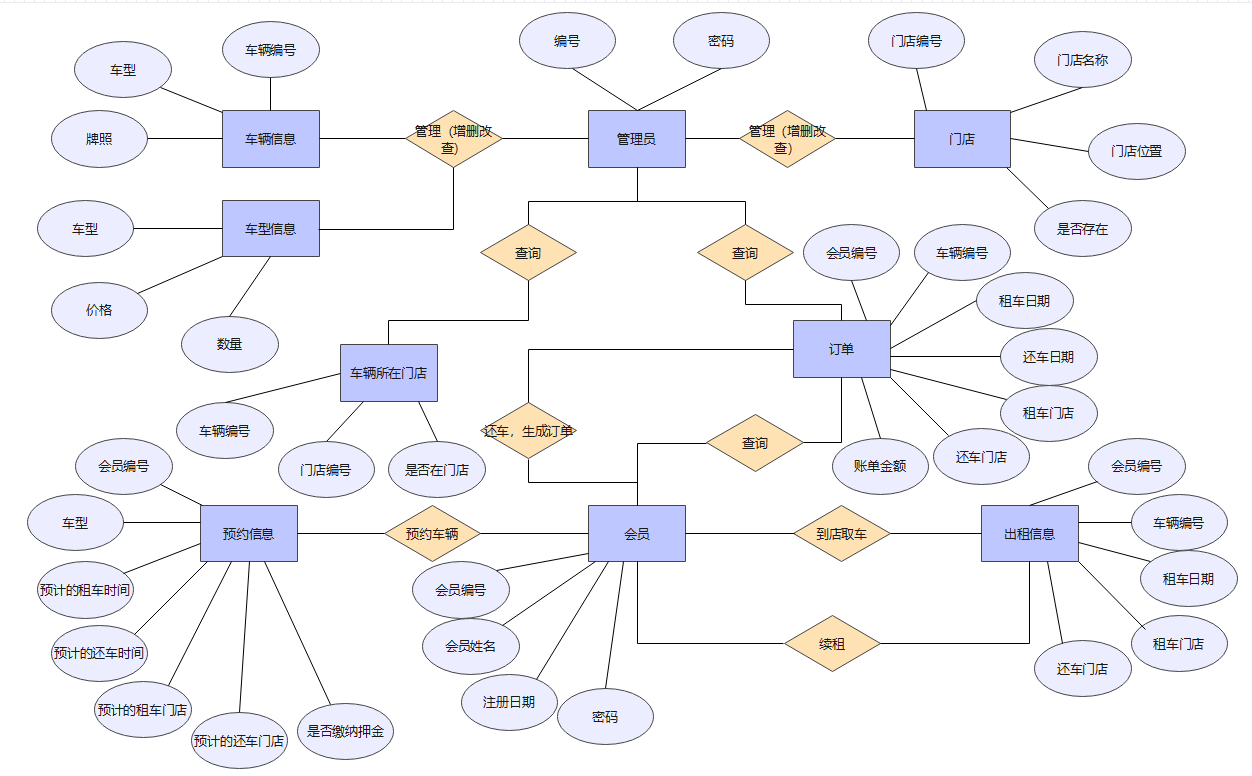 编号
密码
门店编号
车辆编号
门店名称
车型
管理（增删改
查）
管理（增删改
查）
牌照
车辆信息
管理员
门店
门店位置
车型
车型信息
是否存在
查询
查询
会员编号
车辆编号
价格
租车日期
数量
订单
还车日期
车辆所在门店
租车门店
车辆编号
还车，生成订单
查询
还车门店
门店编号
是否在门店
账单金额
会员编号
会员编号
车型
预约信息
预约车辆
会员
到店取车
出租信息
车辆编号
预计的租车时间
会员编号
租车日期
预计的还车时间
会员姓名
续租
租车门店
还车门店
预计的租车门店
注册日期
密码
预计的还车门店
是否缴纳押金